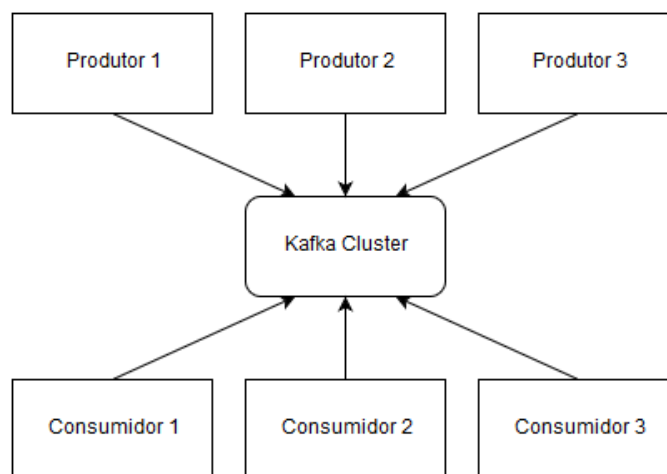 Produtor 1
Produtor 2
Produtor 3
Kafka Cluster
Consumidor 1
Consumidor 2
Consumidor 3